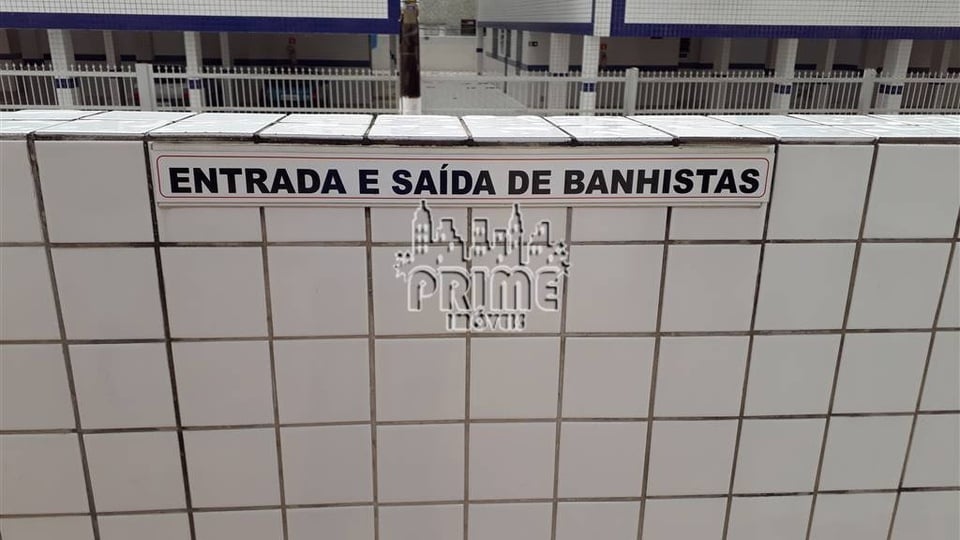 ENTRADA E SAÍDA DE BANHISTAS
PRIME
IMÓVEIS